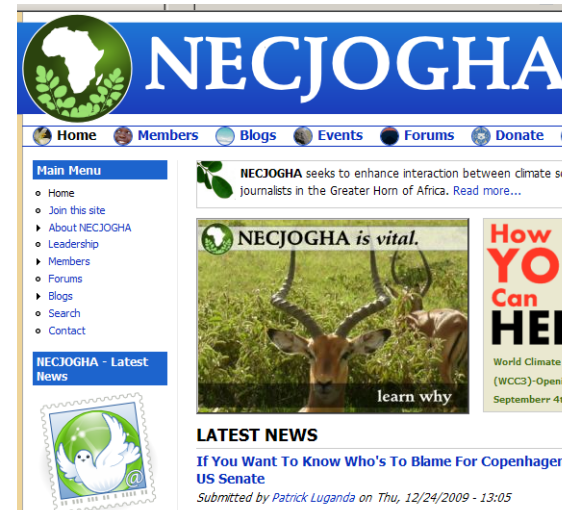 NECJOGHA
Home Members Blogs Events Forums Donate
Main Menu
Home
Join this site
About NECJOGHA
Leadership
Members
Forums
Blogs
Search
Contact
NECJOGHA - Latest
News
@
NECJOGHA seeks to enhance interaction between climate
journalists in the Greater Horn of Africa. Read more...
NECJOGHA is vital.
learn why
How
YO
Can
HE
World Climate
(WCC3)-Open
Septemberr 4t
LATEST NEWS
If You Want To Know Who's To Blame For Copenhagen
US Senate
Submitted by Patrick Luganda on Thu, 12/24/2009 - 13:05